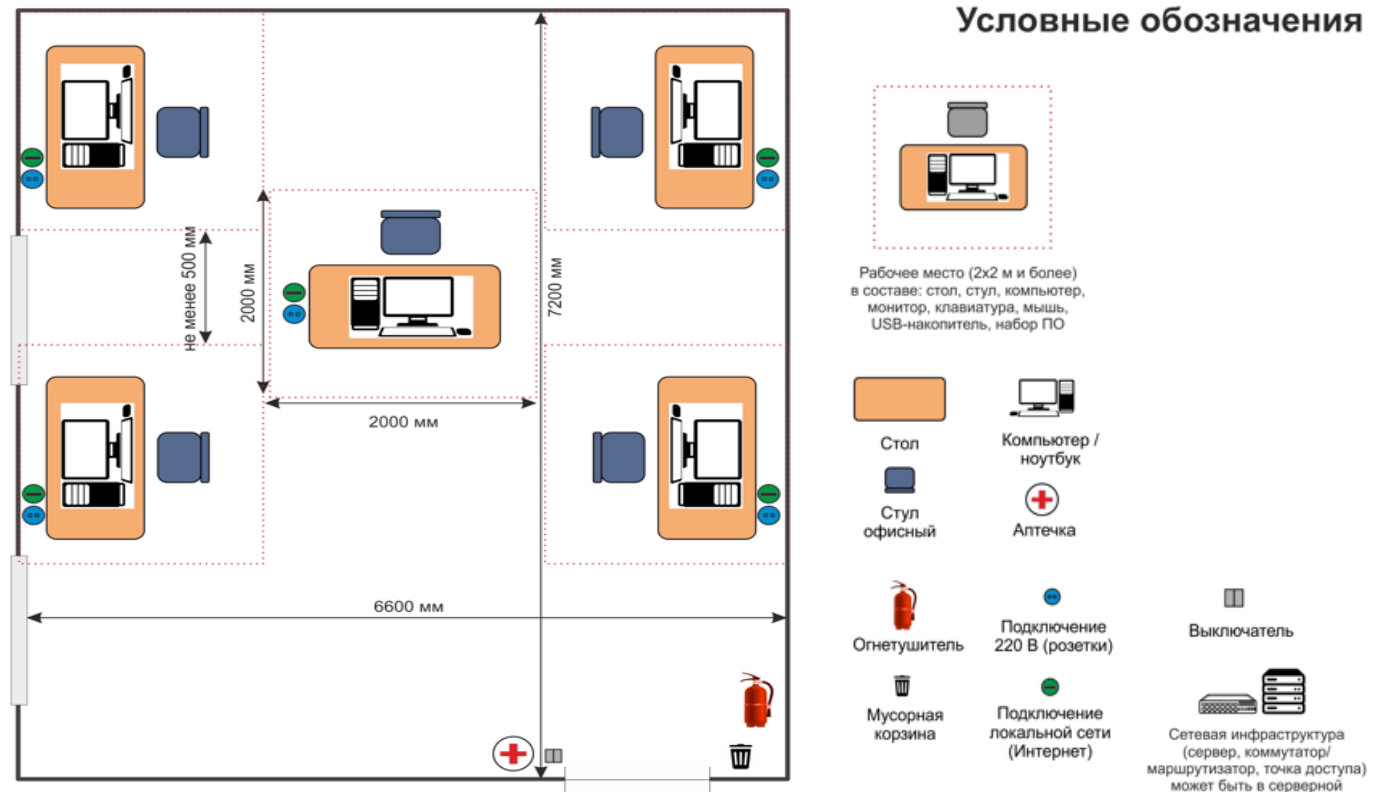 Условные обозначения
не менее 500 мм
2000 мм
7200 мм
2000 мм
6600 мм
Рабочее место (2х2 м и более)
в составе: стол, стул, компьютер,
монитор, клавиатура, мышь,
USB-накопитель, набор ПО
Стол
Компьютер /
ноутбук
Стул
офисный
Аптечка
Огнетушитель
Подключение
220 В (розетки)
Выключатель
Мусорная
корзина
Подключение
локальной сети
(Интернет)
Сетевая инфраструктура
(сервер, коммутатор/
маршрутизатор, точка доступа)
может быть в серверной